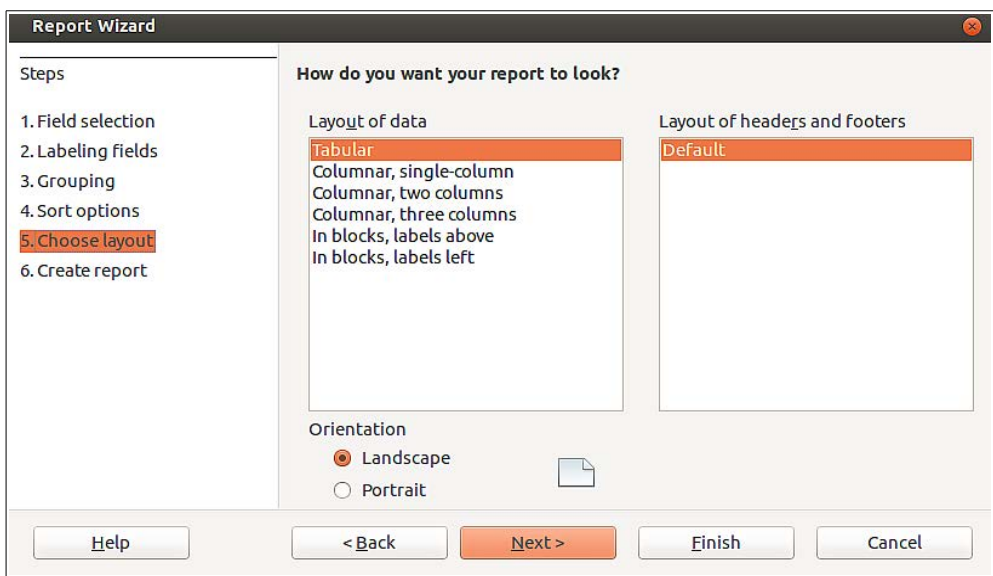 Report Wizard
Steps
1. Field selection
2. Labeling fields
3. Grouping
4. Sort options
5. Choose layout
6. Create report
How do you want your report to look?
Layout of data
Tabular
Columnar, single-column
Columnar, two columns
Columnar, three columns
In blocks, labels above
In blocks, labels left
Layout of headers and footers
Default
Orientation
Landscape
Portrait
Help
< Back
Next >
Finish
Cancel